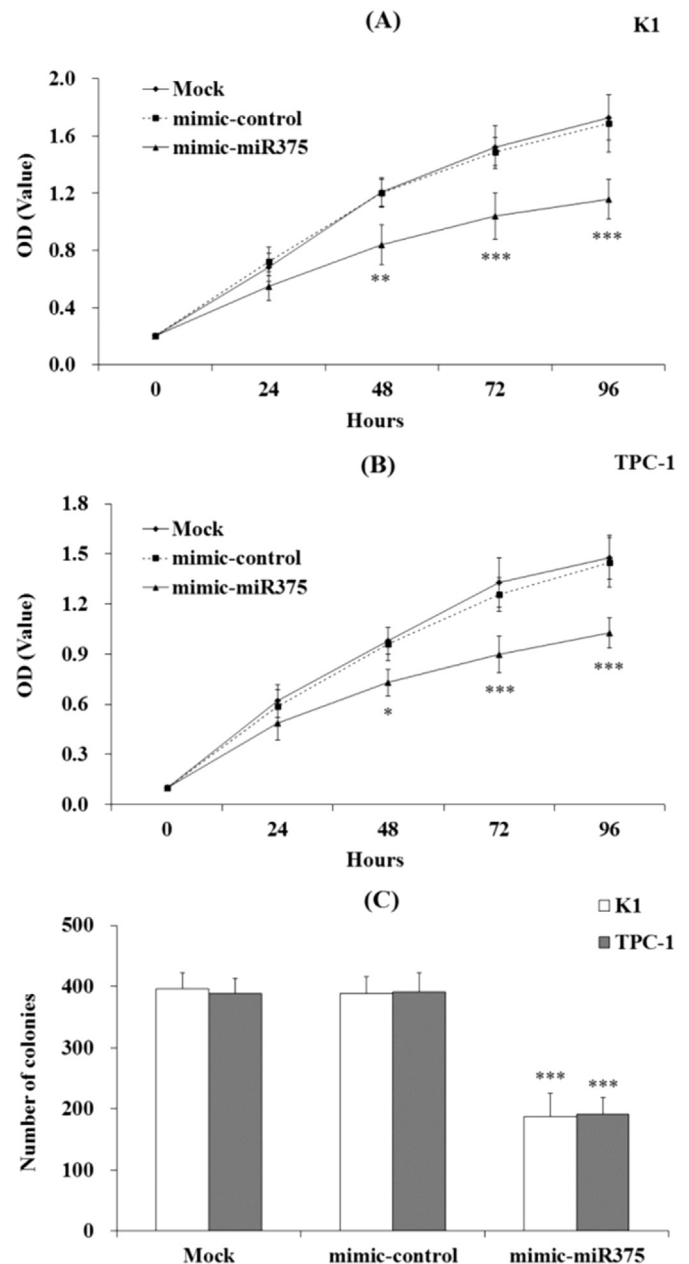 (A)
K1
2.0
1.6
1.2
0.8
0.4
0.0
OD (Value)
Mock
mimic-control
mimic-miR375
**
***
***
0 24 48 72 96
Hours
(B)
TPC-1
1.8
1.5
1.2
0.9
0.6
0.3
0.0
OD (Value)
Mock
mimic-control
mimic-miR375
*
***
***
0 24 48 72 96
Hours
(C)
K1
TPC-1
500
400
300
200
100
0
Number of colonies
*** ***
Mock mimic-control mimic-miR375